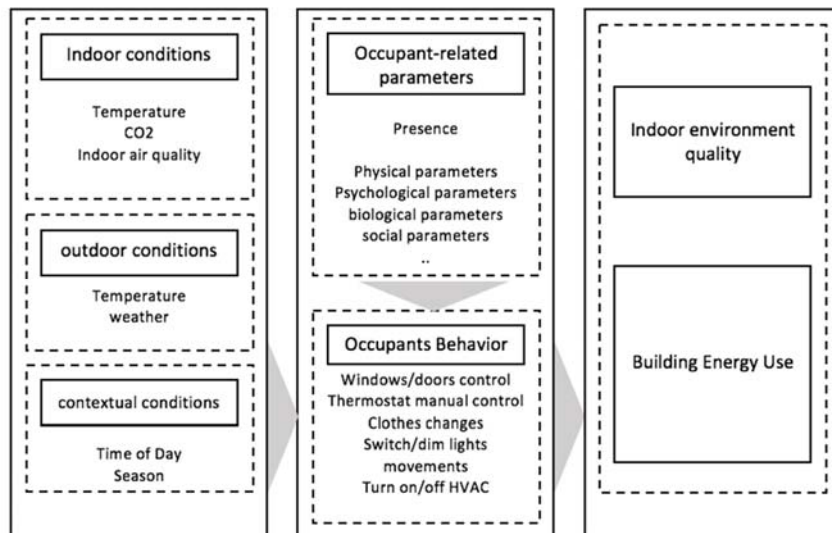 Indoor conditions
Temperature
CO2
Indoor air quality
outdoor conditions
Temperature
weather
contextual conditions
Time of Day
Season
Occupant-related
parameters
Presence
Physical parameters
Psychological parameters
biological parameters
social parameters
..
Occupants Behavior
Windows/doors control
Thermostat manual control
Clothes changes
Switch/dim lights
movements
Turn on/off HVAC
Indoor environment
quality
Building Energy Use